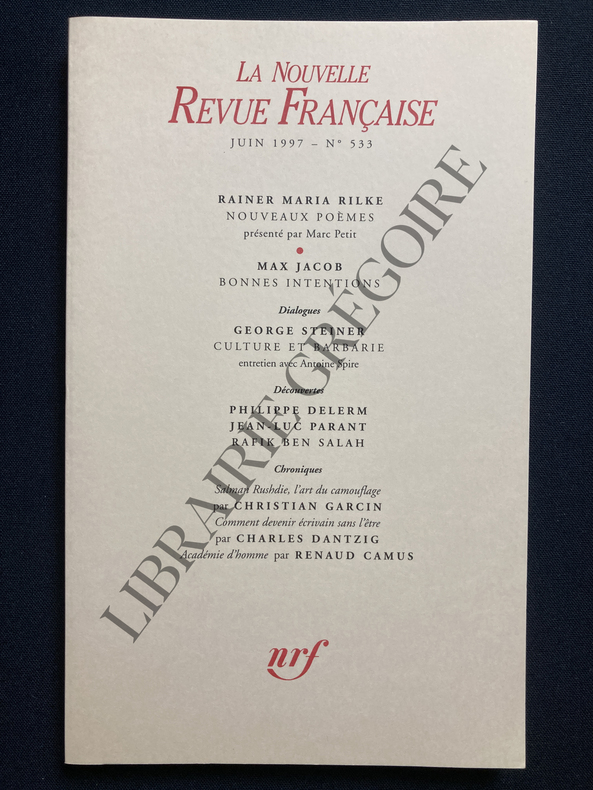 LA NOUVELLE
REVUE FRANÇAISE
JUIN 1997 – N° 533
RAINER MARIA RILKE
NOUVEAUX POÈMES
présenté par Marc Petit
MAX JACOB
BONNES INTENTIONS
Dialogues
GEORGE STEINER
CULTURE ET BARBARIE
entretien avec Antoine Spire
Découvertes
PHILIPPE DELERM
JEAN-LUC PARANT
RAFIK BEN SALAH
Chroniques
Salman Rushdie, l'art du camouflage
par CHRISTIAN GARCIN
Comment devenir écrivain sans l'être
par CHARLES DANTZIG
Académie d'homme par RENAUD CAMUS
nrf
LIBRAIRIE GRÉGOIRE